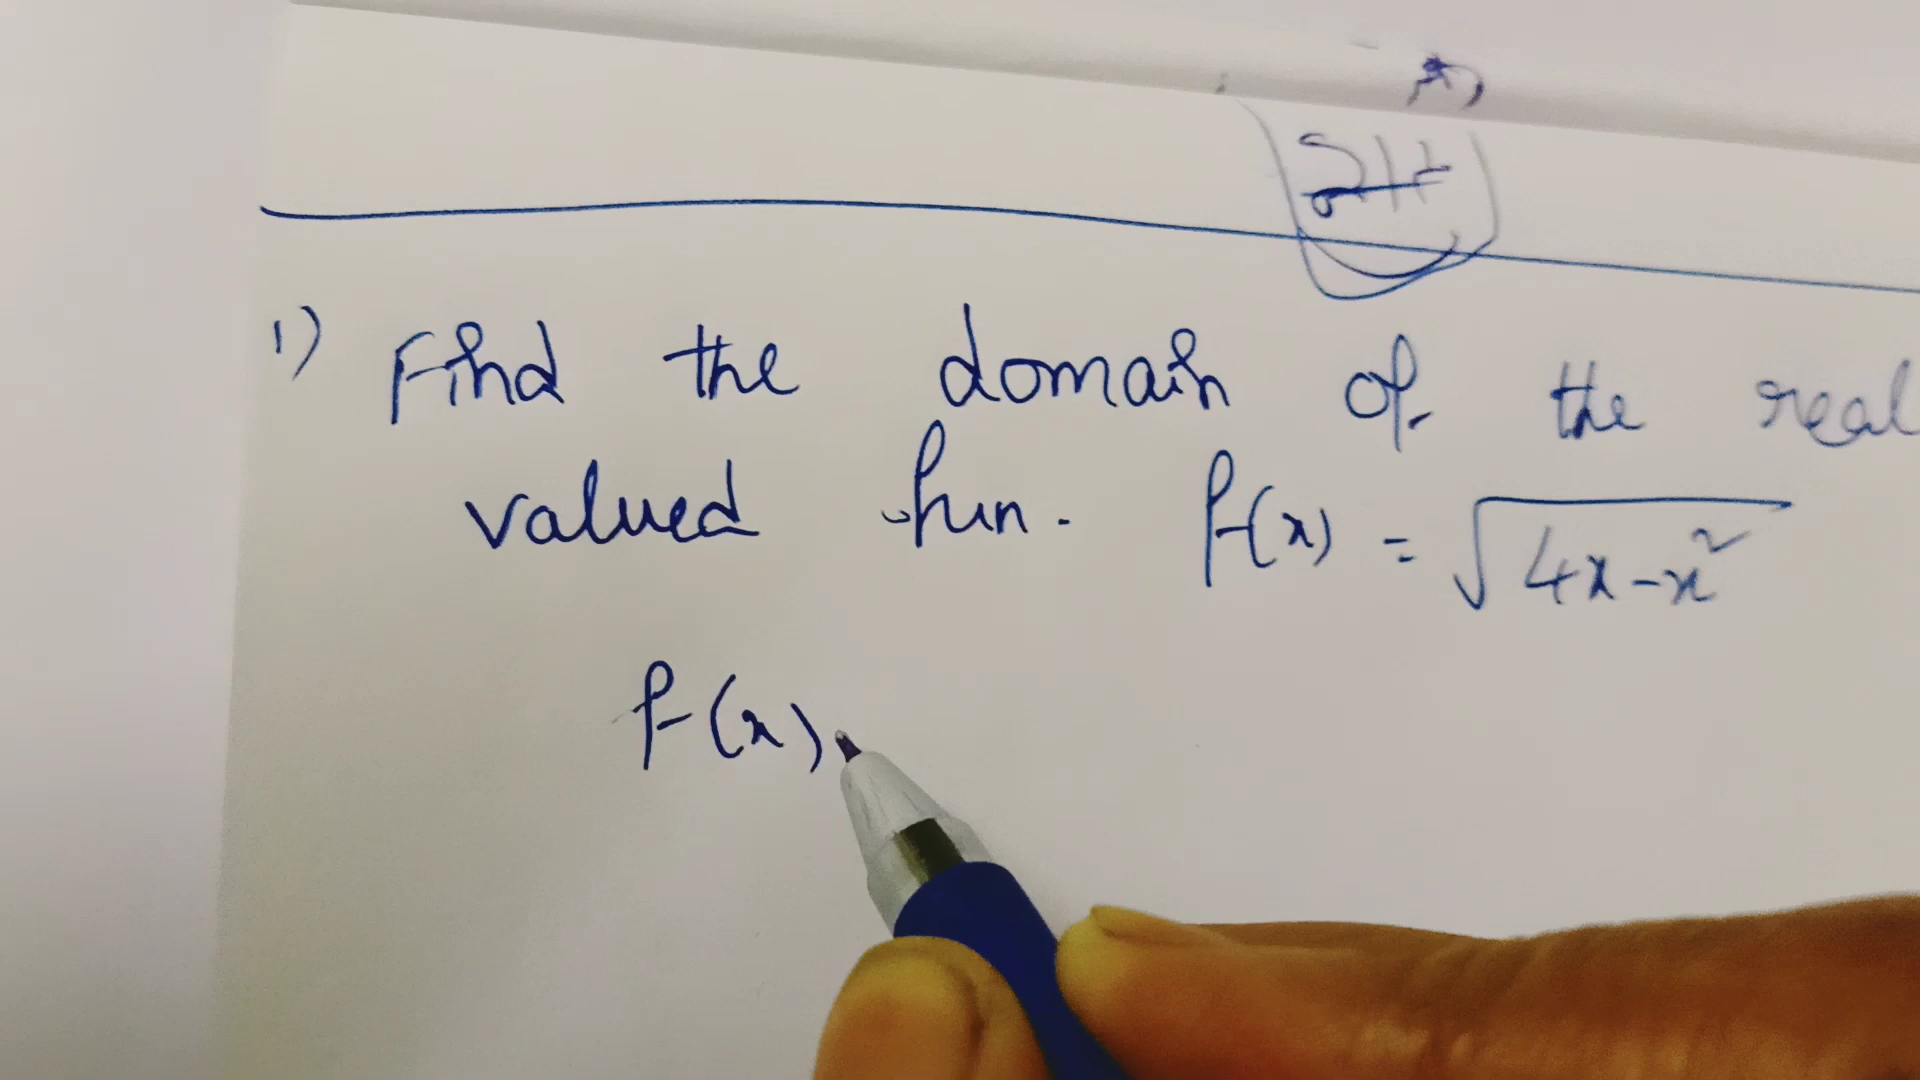 1) Find the domain of the real
valued fun. f(x) = √4x-x²
f(x)